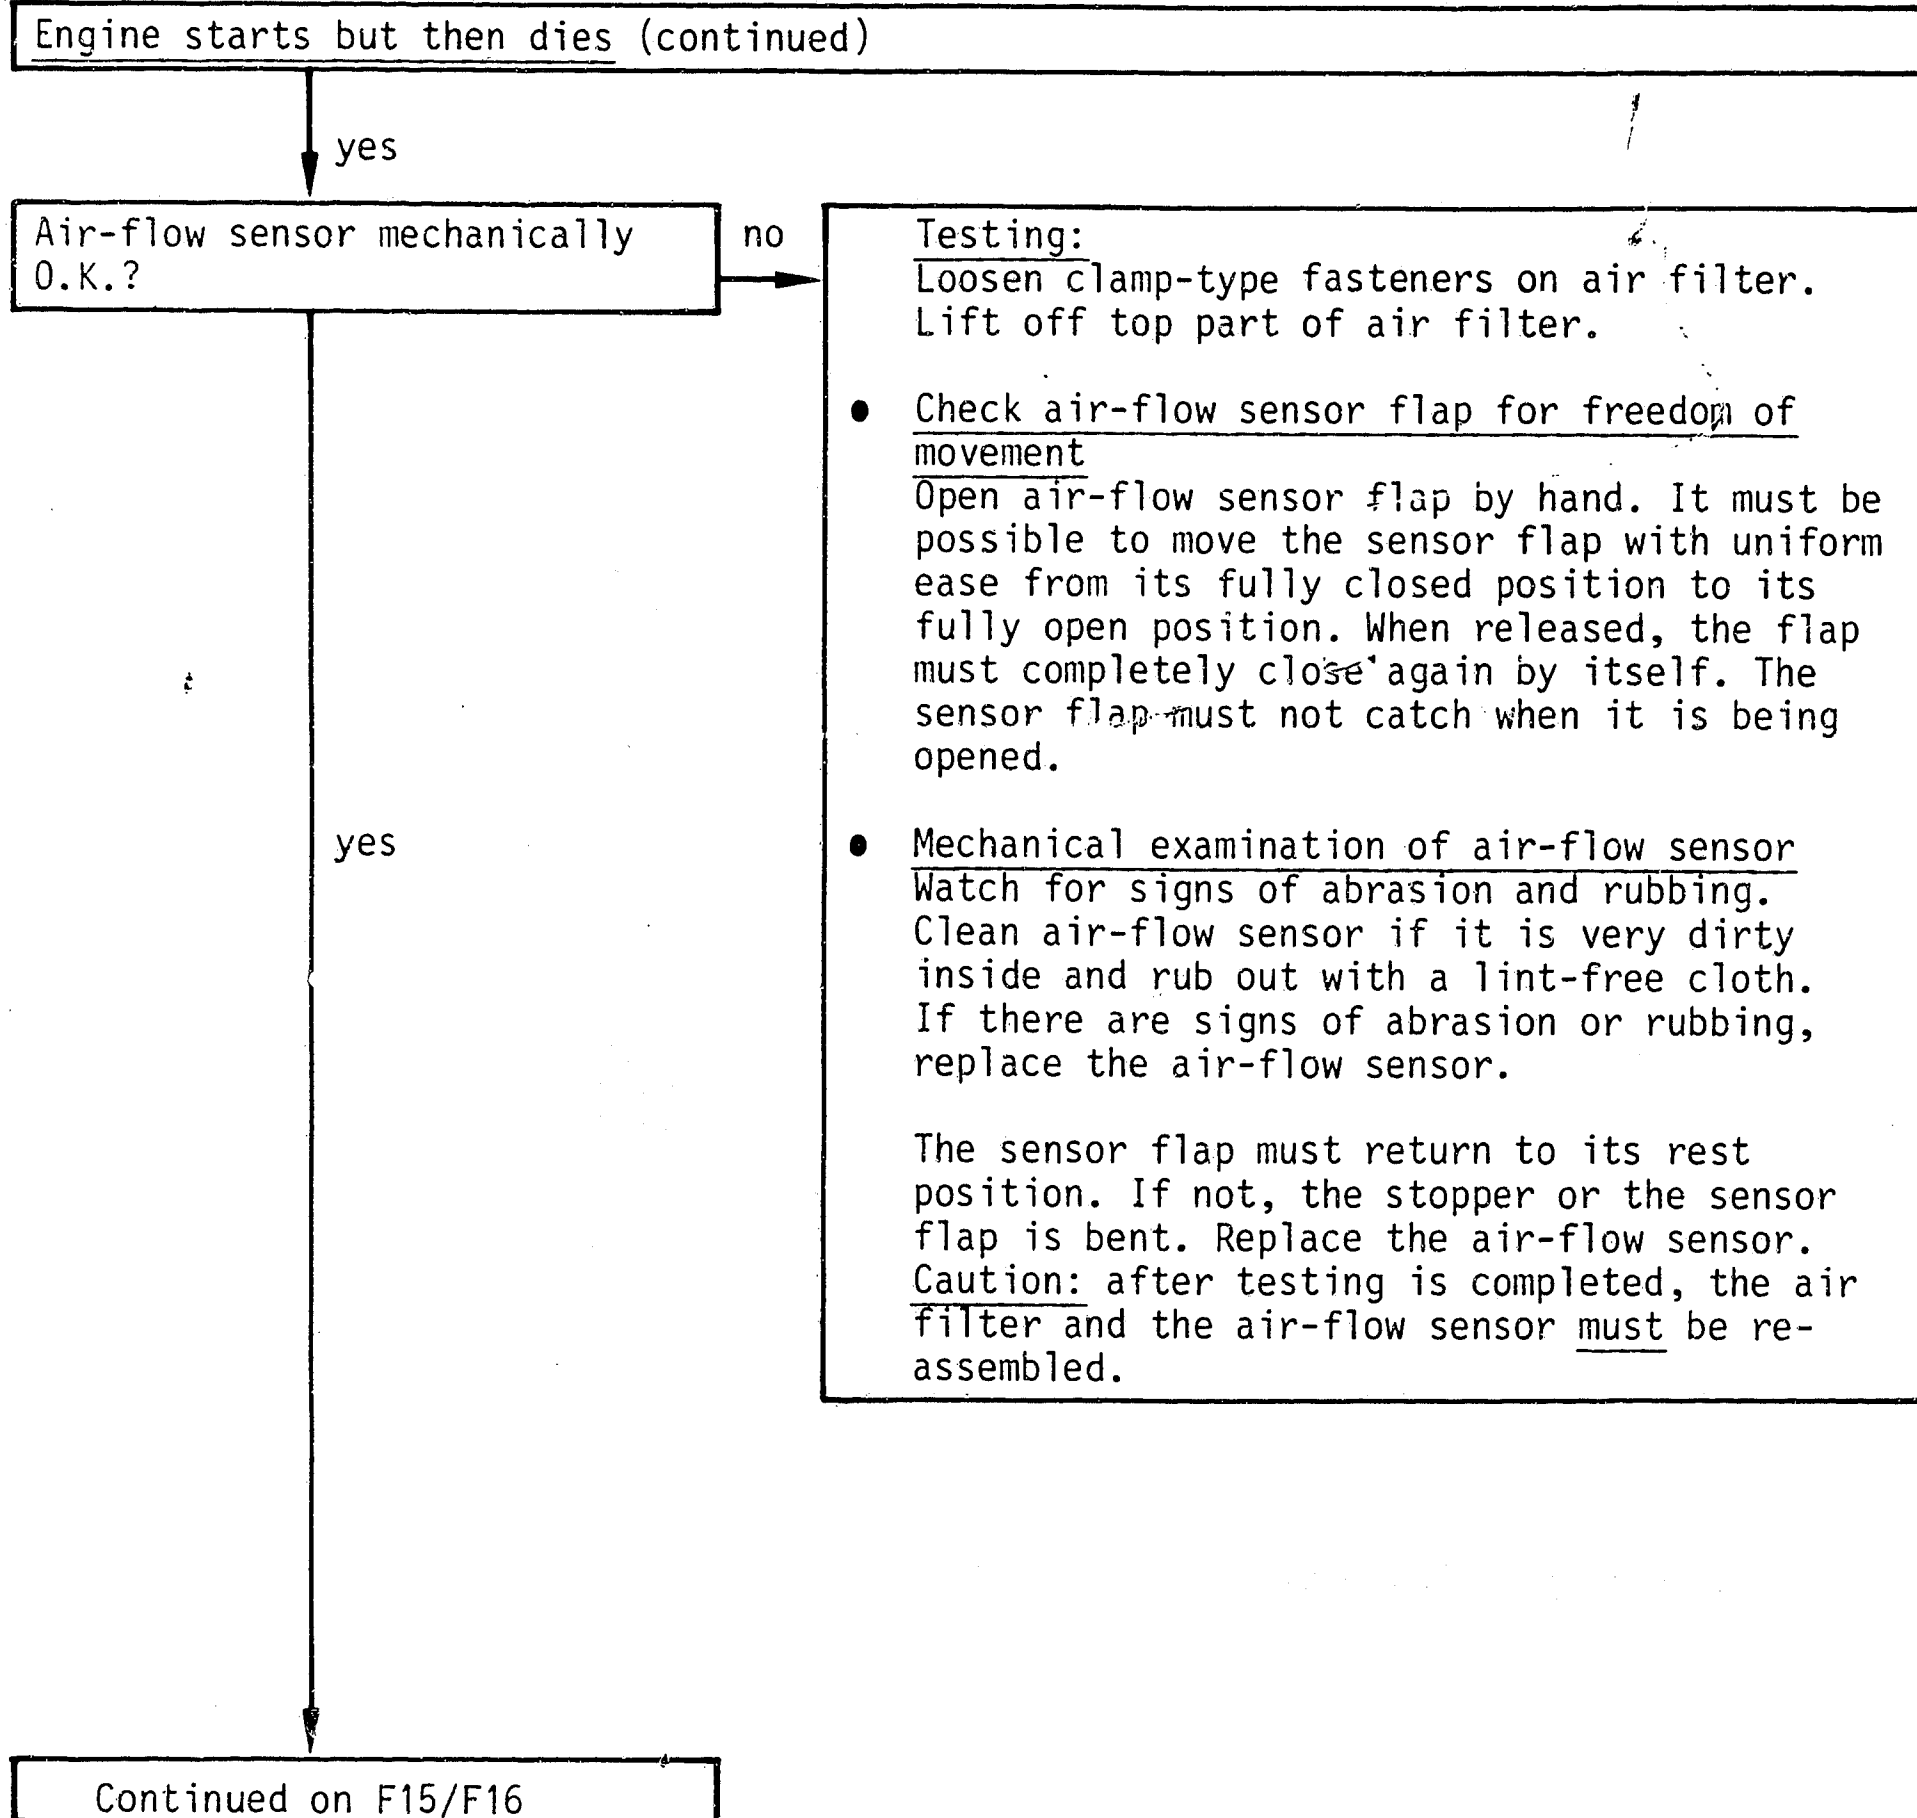 Engine starts but then dies (continued)
yes
Air-flow sensor mechanically
O.K.?
no
Testing:
Loosen clamp-type fasteners on air filter.
Lift off top part of air filter.
● Check air-flow sensor flap for freedom of
movement
Open air-flow sensor flap by hand. It must be
possible to move the sensor flap with uniform
ease from its fully closed position to its
fully open position. When released, the flap
must completely close again by itself. The
sensor flap must not catch when it is being
opened.
yes
● Mechanical examination of air-flow sensor
Watch for signs of abrasion and rubbing.
Clean air-flow sensor if it is very dirty
inside and rub out with a lint-free cloth.
If there are signs of abrasion or rubbing,
replace the air-flow sensor.
The sensor flap must return to its rest
position. If not, the stopper or the sensor
flap is bent. Replace the air-flow sensor.
Caution: after testing is completed, the air
filter and the air-flow sensor must be re-
assembled.
Continued on F15/F16